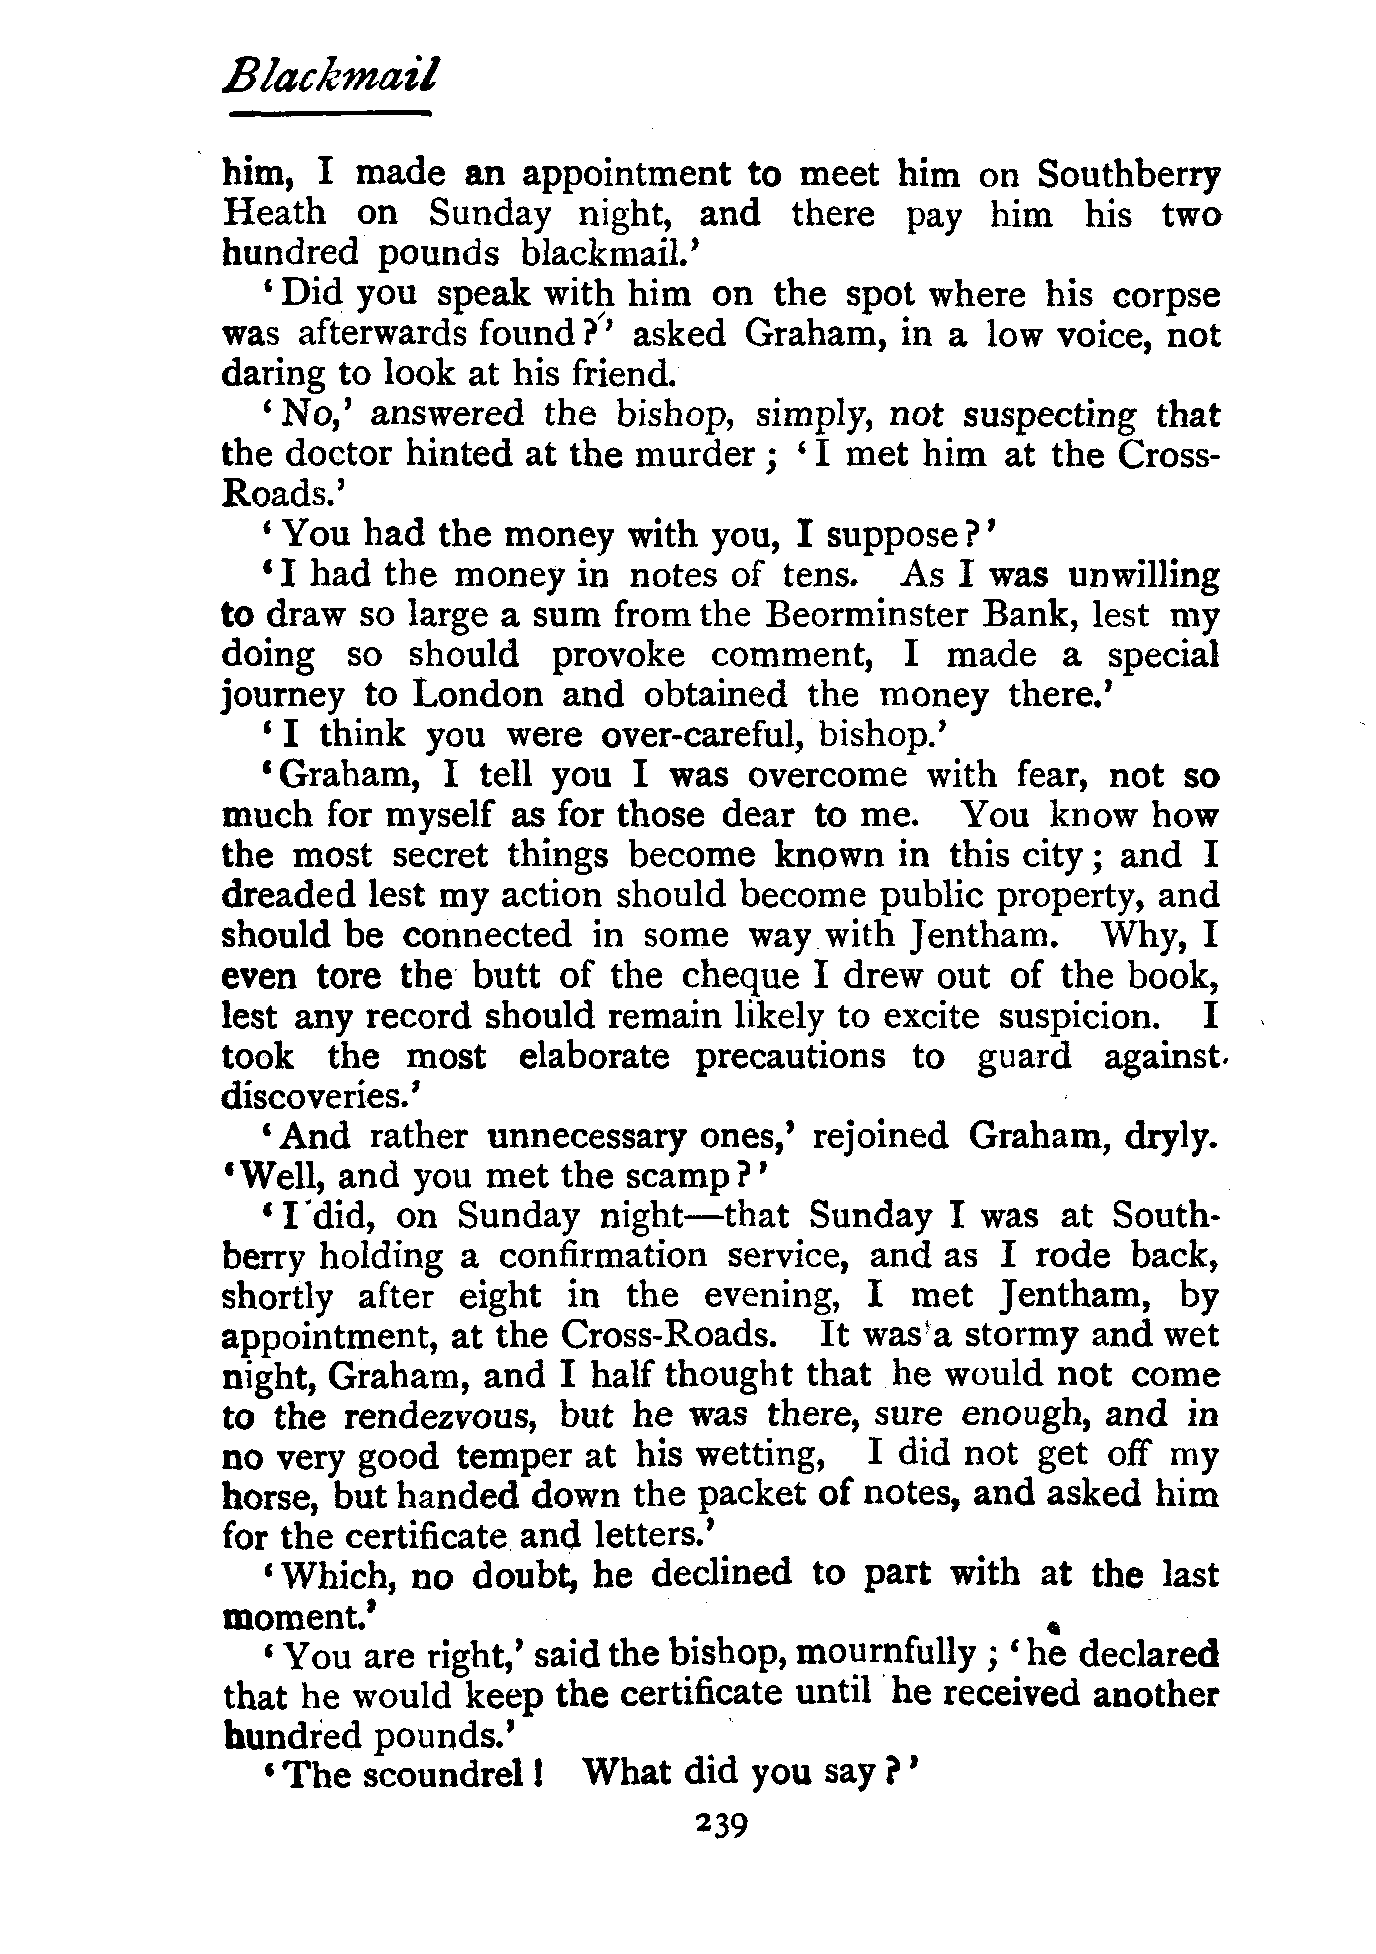 Blackmail
him, I made an appointment to meet him on Southberry
Heath on Sunday night, and there pay him his two
hundred pounds blackmail.’
‘Did you speak with him on the spot where his corpse
was afterwards found?’ asked Graham, in a low voice, not
daring to look at his friend.
‘No,’ answered the bishop, simply, not suspecting that
the doctor hinted at the murder; ‘I met him at the Cross-
Roads.’
‘You had the money with you, I suppose?’
‘I had the money in notes of tens. As I was unwilling
to draw so large a sum from the Beorminster Bank, lest my
doing so should provoke comment, I made a special
journey to London and obtained the money there.’
‘I think you were over-careful, bishop.’
‘Graham, I tell you I was overcome with fear, not so
much for myself as for those dear to me. You know how
the most secret things become known in this city; and I
dreaded lest my action should become public property, and
should be connected in some way with Jentham. Why, I
even tore the butt of the cheque I drew out of the book,
lest any record should remain likely to excite suspicion. I
took the most elaborate precautions to guard against
discoveries.’
‘And rather unnecessary ones,’ rejoined Graham, dryly.
‘Well, and you met the scamp?’
‘I did, on Sunday night—that Sunday I was at South-
berry holding a confirmation service, and as I rode back,
shortly after eight in the evening, I met Jentham, by
appointment, at the Cross-Roads. It was a stormy and wet
night, Graham, and I half thought that he would not come
to the rendezvous, but he was there, sure enough, and in
no very good temper at his wetting, I did not get off my
horse, but handed down the packet of notes, and asked him
for the certificate and letters.’
‘Which, no doubt, he declined to part with at the last
moment.’
‘You are right,’ said the bishop, mournfully; ‘he declared
that he would keep the certificate until he received another
hundred pounds.’
‘The scoundrel! What did you say?’
239